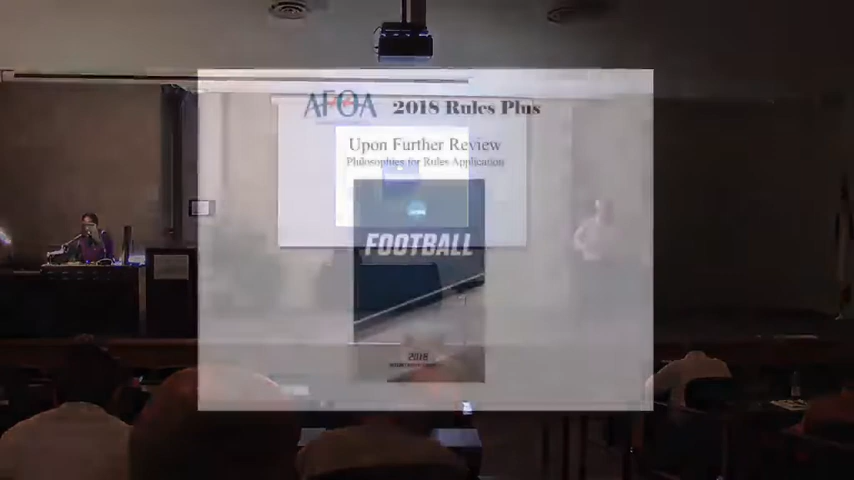 AFOA 2018 Rules Plus
Upon Further Review
Philosophies for Rules Application
FOOTBALL
2018